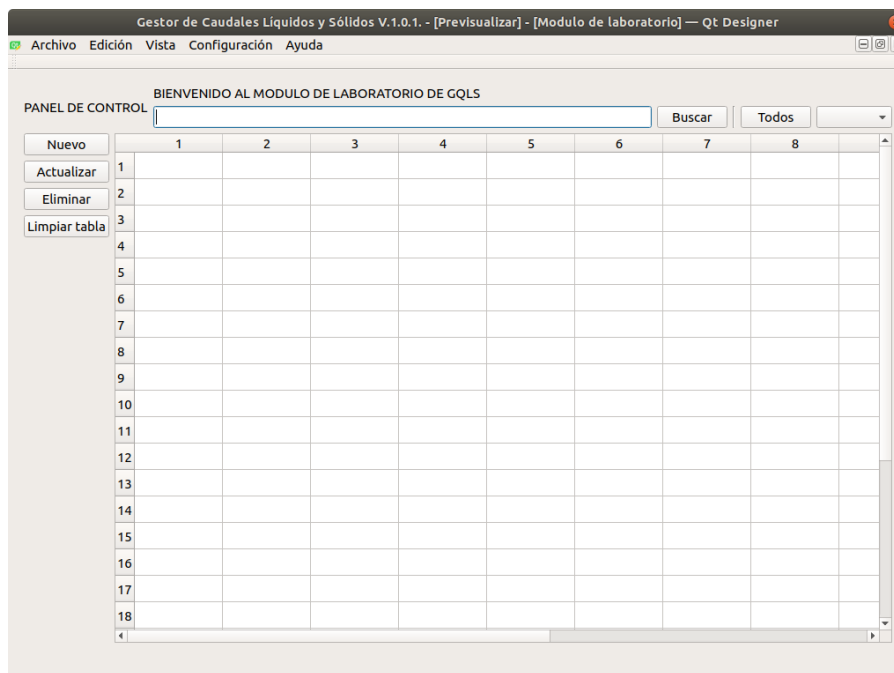 Gestor de Caudales Líquidos y Sólidos V.1.0.1. - [Previsualizar] - [Modulo de laboratorio] — Qt Designer
Archivo Edición Vista Configuración Ayuda
BIENVENIDO AL MODULO DE LABORATORIO DE GQLS
PANEL DE CONTROL
Buscar Todos
Nuevo
Actualizar
Eliminar
Limpiar tabla
1 2 3 4 5 6 7 8
1
2
3
4
5
6
7
8
9
10
11
12
13
14
15
16
17
18